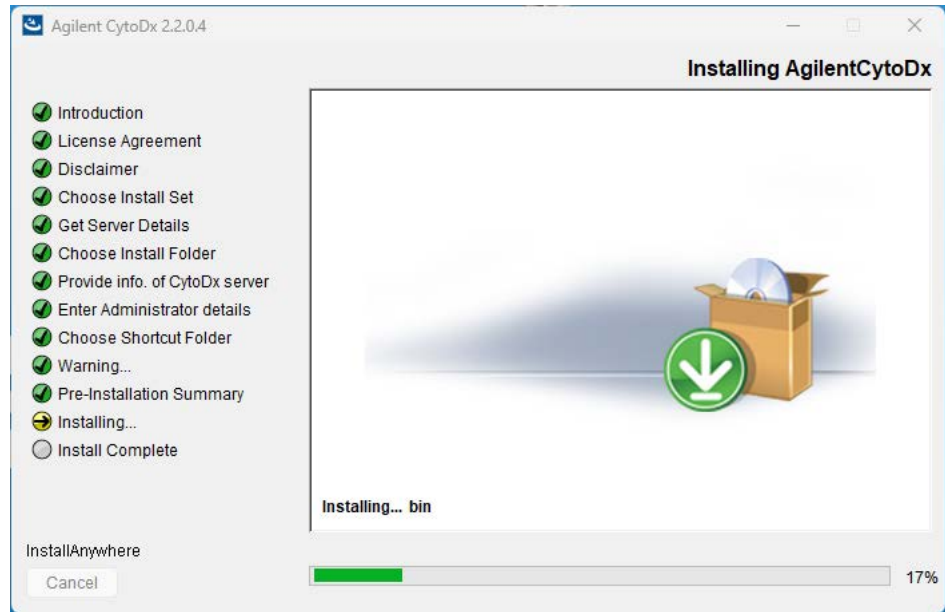 Agilent CytoDx 2.2.0.4
Installing AgilentCytoDx
Introduction
License Agreement
Disclaimer
Choose Install Set
Get Server Details
Choose Install Folder
Provide info. of CytoDx server
Enter Administrator details
Choose Shortcut Folder
Warning...
Pre-Installation Summary
Installing...
Install Complete
Installing... bin
InstallAnywhere
Cancel
17%